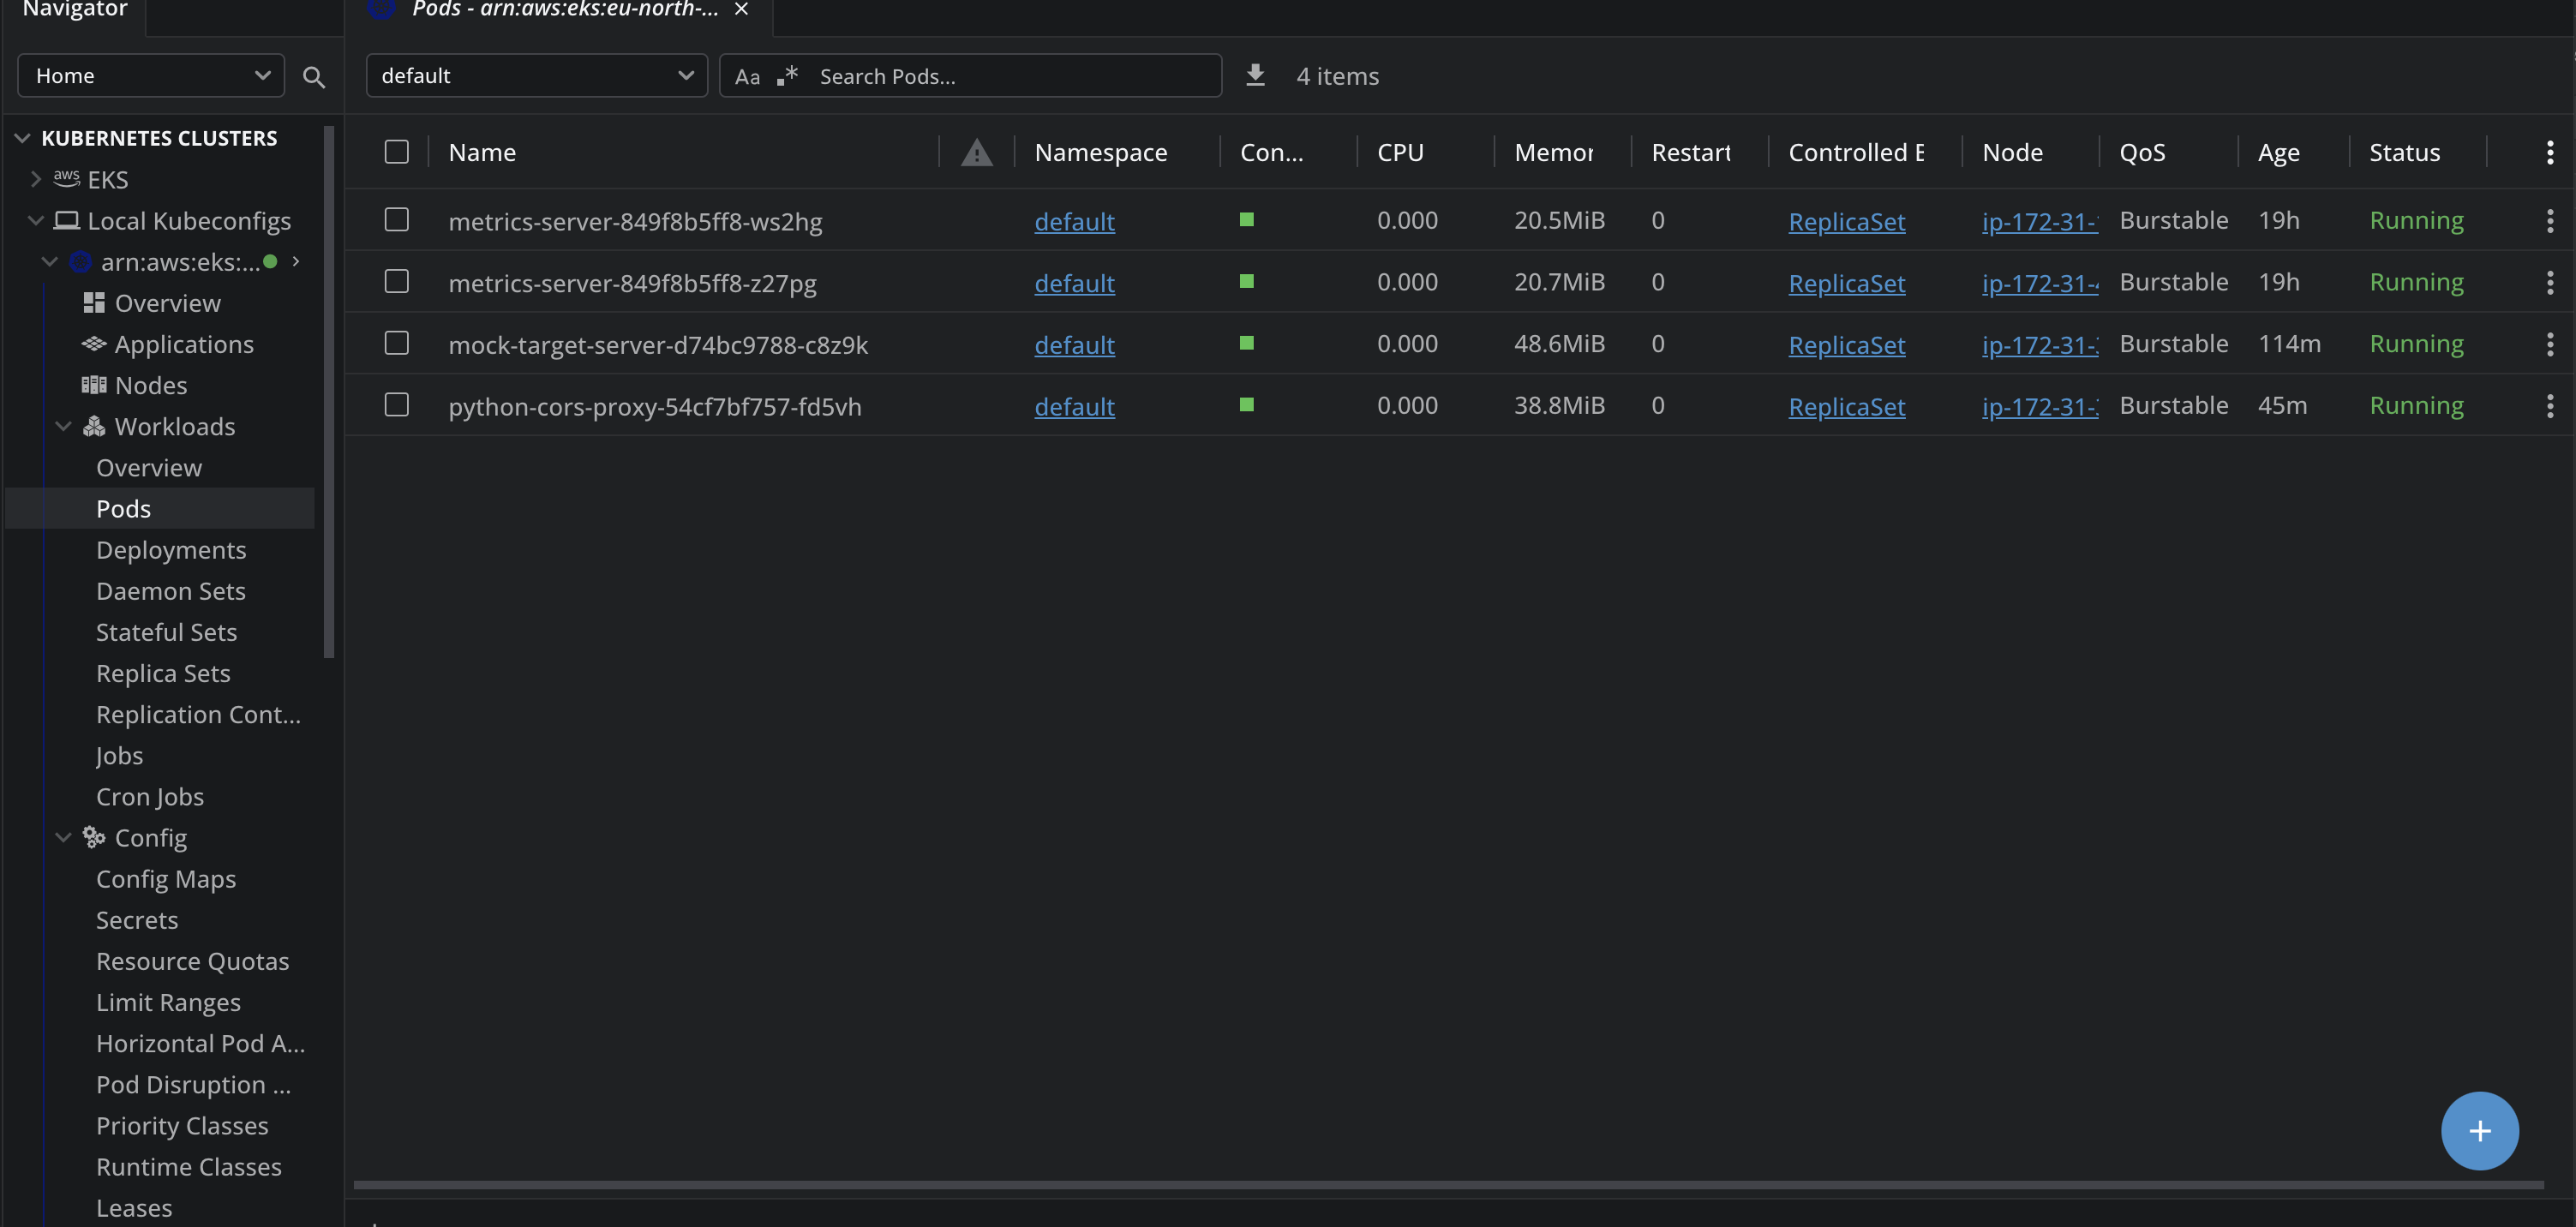 Navigator
Pods - arn:aws:eks:eu-north-...
Home
default
Aa .* Search Pods...
4 items
KUBERNETES CLUSTERS
aws EKS
Local Kubeconfigs
arn:aws:eks:...
Overview
Applications
Nodes
Workloads
Overview
Pods
Deployments
Daemon Sets
Stateful Sets
Replica Sets
Replication Cont...
Jobs
Cron Jobs
Config
Config Maps
Secrets
Resource Quotas
Limit Ranges
Horizontal Pod A...
Pod Disruption ...
Priority Classes
Runtime Classes
Leases
Name Namespace Con... CPU Memor Restart Controlled B Node QoS Age Status
metrics-server-849f8b5ff8-ws2hg default 0.000 20.5MiB 0 ReplicaSet ip-172-31- Burstable 19h Running
metrics-server-849f8b5ff8-z27pg default 0.000 20.7MiB 0 ReplicaSet ip-172-31- Burstable 19h Running
mock-target-server-d74bc9788-c8z9k default 0.000 48.6MiB 0 ReplicaSet ip-172-31- Burstable 114m Running
python-cors-proxy-54cf7bf757-fd5vh default 0.000 38.8MiB 0 ReplicaSet ip-172-31- Burstable 45m Running